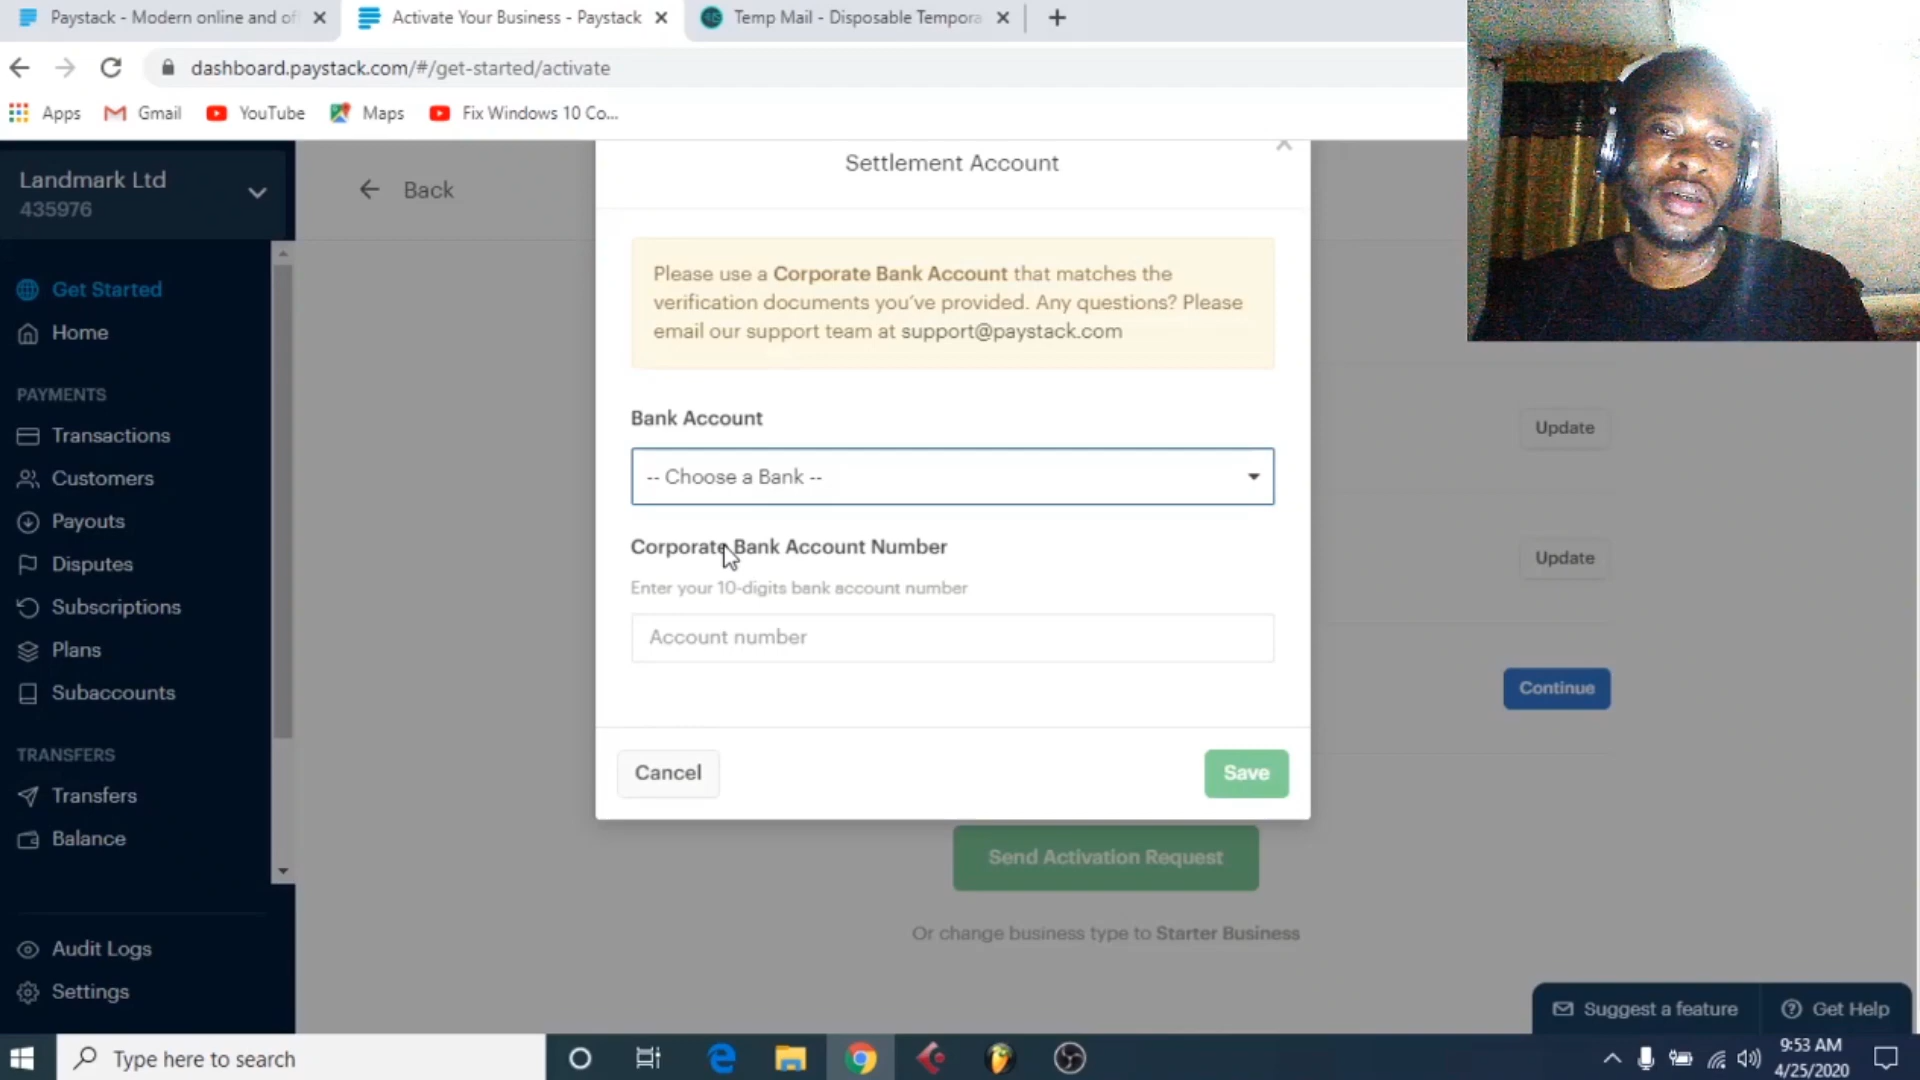 Paystack - Modern online and of
Activate Your Business - Paystack
Temp Mail - Disposable Tempora
dashboard.paystack.com/#/get-started/activate
Apps
Gmail
YouTube
Maps
Fix Windows 10 Co...
Landmark Ltd
435976
Back
Settlement Account
Get Started
Home
PAYMENTS
Transactions
Customers
Payouts
Disputes
Subscriptions
Plans
Subaccounts
TRANSFERS
Transfers
Balance
Audit Logs
Settings
Please use a Corporate Bank Account that matches the
verification documents you've provided. Any questions? Please
email our support team at support@paystack.com
Bank Account
-- Choose a Bank --
Corporate Bank Account Number
Enter your 10-digits bank account number
Account number
Cancel
Save
Update
Update
Continue
Send Activation Request
Or change business type to Starter Business
Suggest a feature
Get Help
Type here to search
9:53 AM
4/25/2020